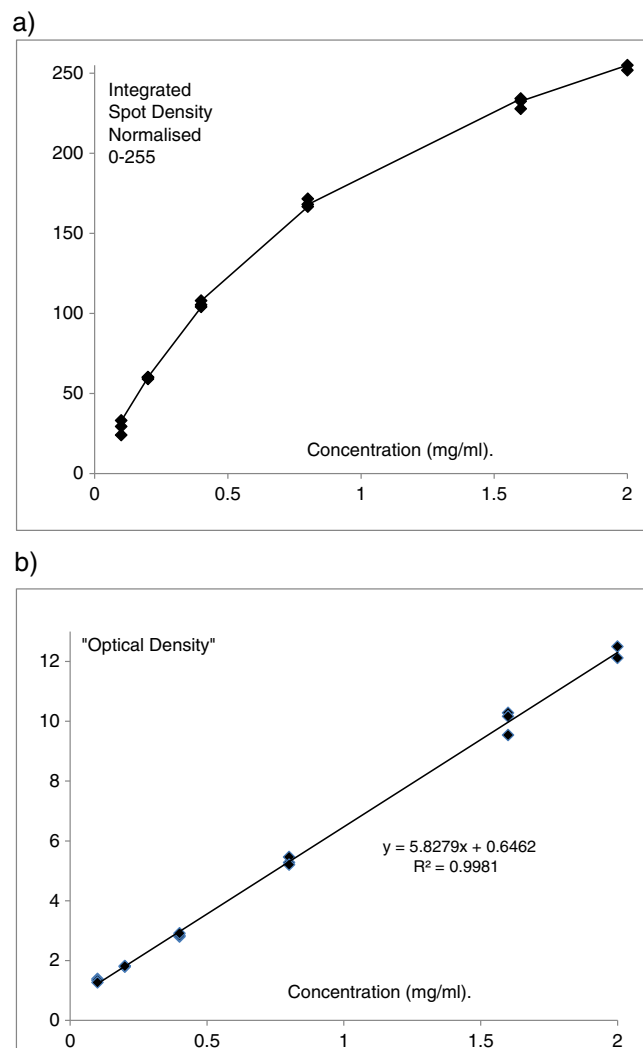 a)
250
Integrated
Spot Density
Normalised
0-255
200
150
100
50
Concentration (mg/ml).
0
0 0.5 1 1.5 2
b)
"Optical Density"
12
10
8
6
y = 5.8279x + 0.6462
R² = 0.9981
4
2
Concentration (mg/ml).
0
0 0.5 1 1.5 2